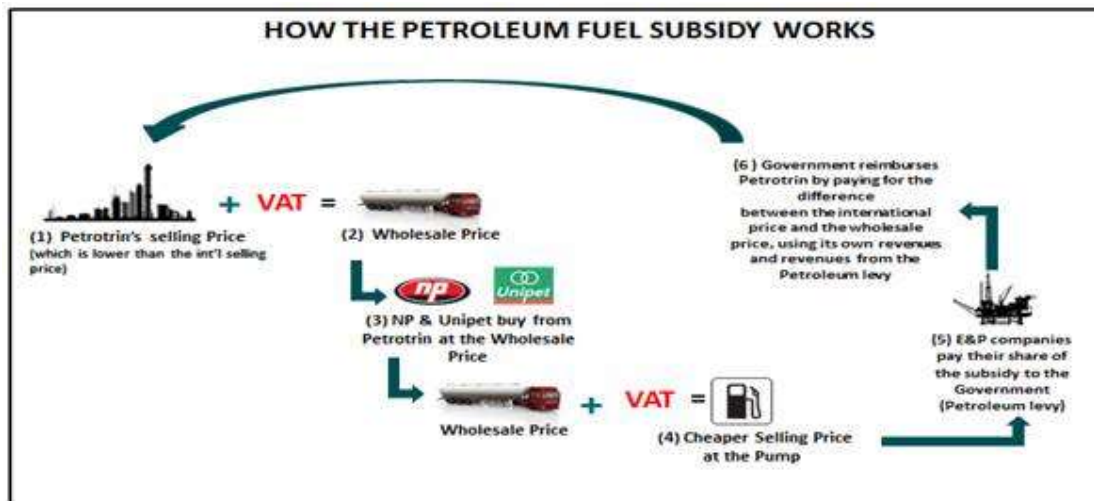 HOW THE PETROLEUM FUEL SUBSIDY WORKS
+ VAT =
(1) Petrotrin's selling Price
(which is lower than the int'l selling
price)
(2) Wholesale Price
np
Unipet
(3) NP & Unipet buy from
Petrotrin at the Wholesale
Price
Wholesale Price
+ VAT =
(4) Cheaper Selling Price
at the Pump
(5) E&P companies
pay their share of
the subsidy to the
Government
(Petroleum levy)
(6) Government reimburses
Petrotrin by paying for the
difference
between the international
price and the wholesale
price, using its own revenues
and revenues from the
Petroleum levy